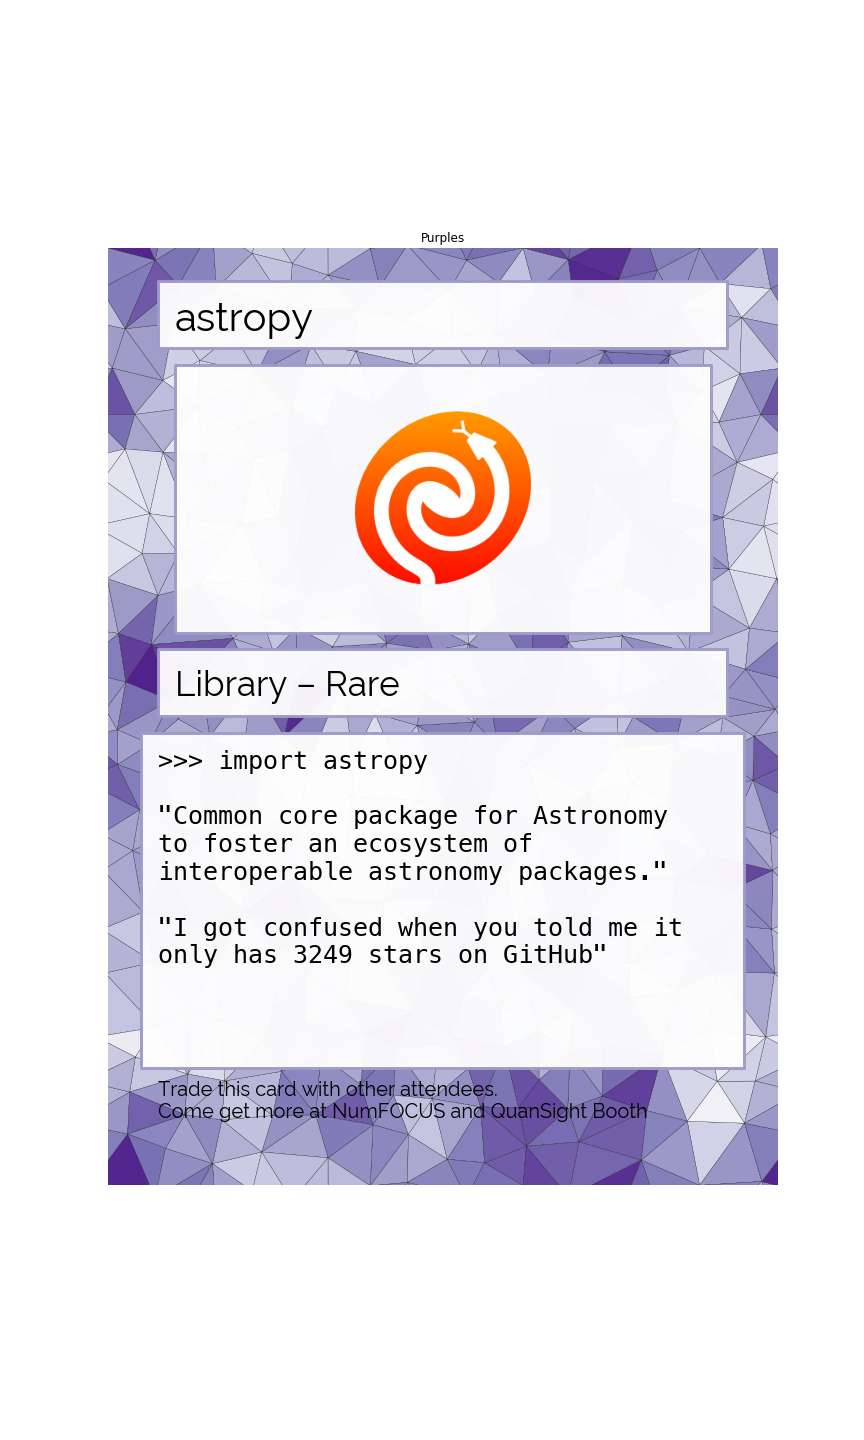 Purples
astropy
Library – Rare
>>> import astropy
"Common core package for Astronomy
to foster an ecosystem of
interoperable astronomy packages."
"I got confused when you told me it
only has 3249 stars on GitHub"
Trade this card with other attendees.
Come get more at NumFOCUS and QuanSight Booth